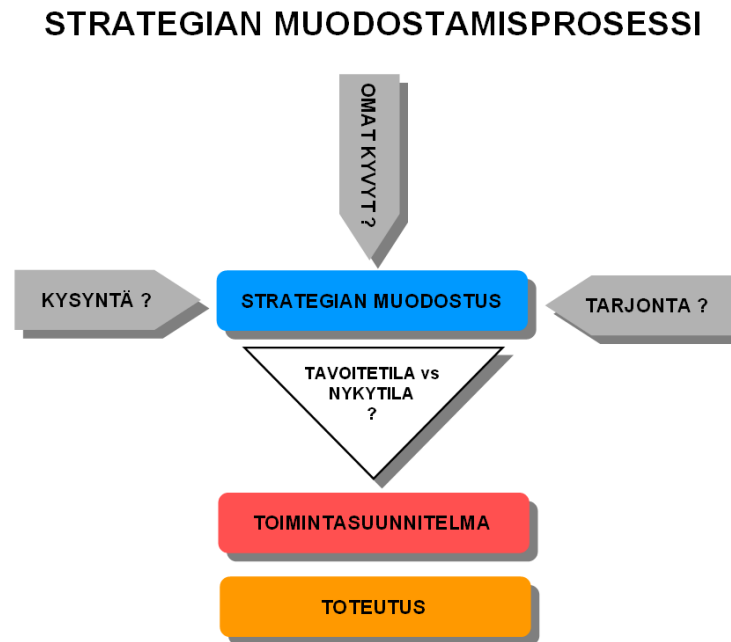 STRATEGIAN MUODOSTAMISPROSESSI
OMAT KYVYT ?
KYSYNTÄ ?
STRATEGIAN MUODOSTUS
TARJONTA ?
TAVOITETILA vs
NYKYTILA
?
TOIMINTASUUNNITELMA
TOTEUTUS